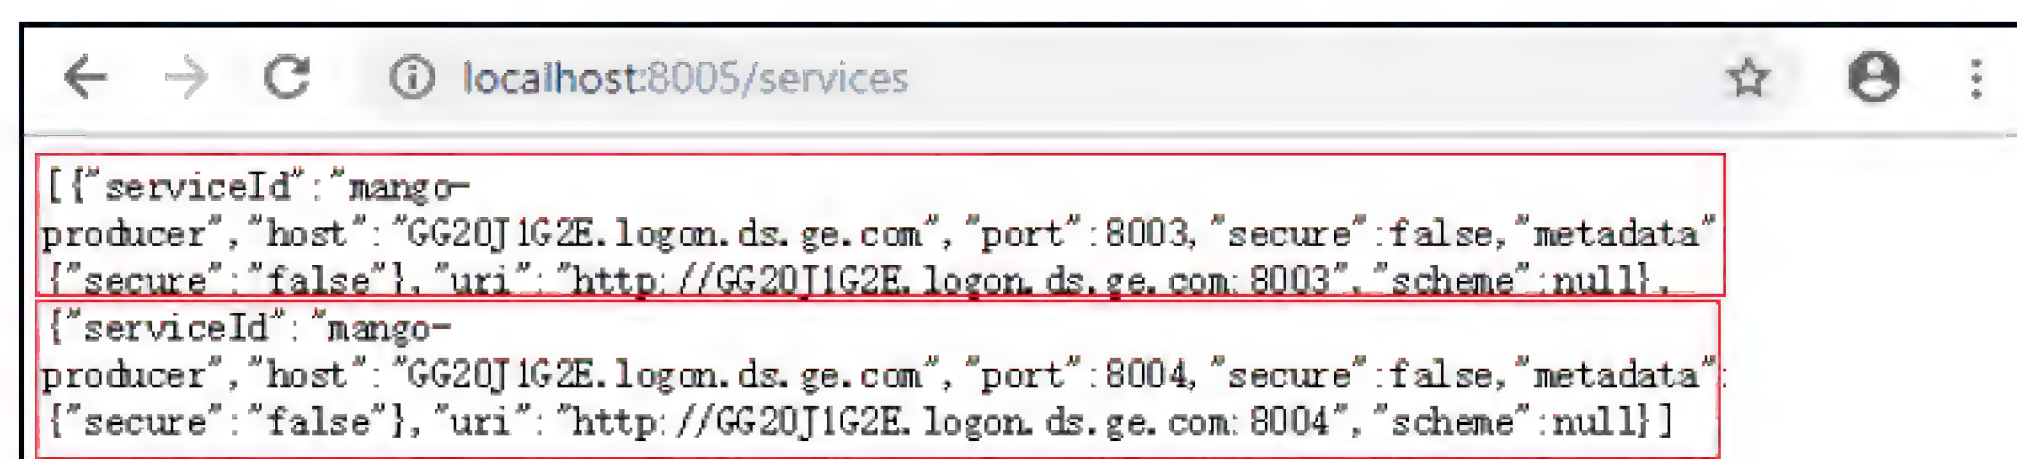 localhost:8005/services
[{"serviceId":"mango-
producer","host":"GG20J1G2E.logon.ds.ge.com","port":8003,"secure":false,"metadata"
{"secure":"false"},"uri":"http://GG20J1G2E.logon.ds.ge.com:8003","scheme":null},
{"serviceId":"mango-
producer","host":"GG20J1G2E.logon.ds.ge.com","port":8004,"secure":false,"metadata":
{"secure":"false"},"uri":"http://GG20J1G2E.logon.ds.ge.com:8004","scheme":null}]